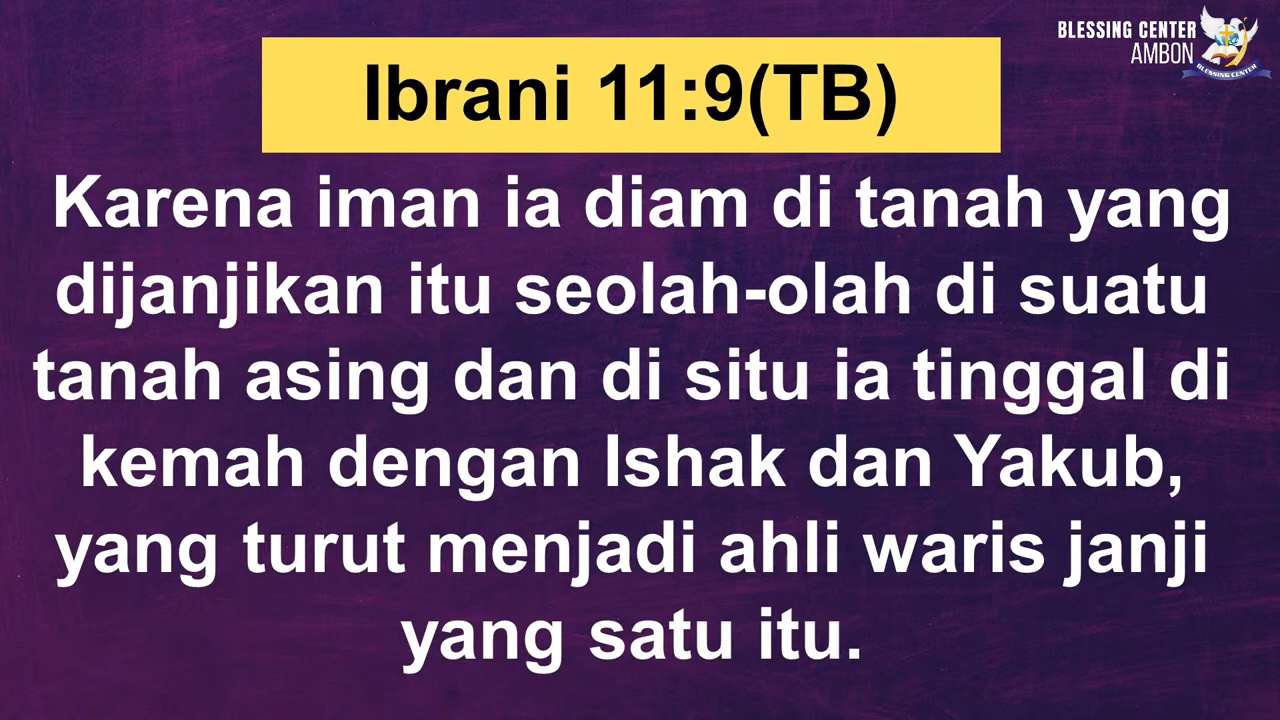 BLESSING CENTER
AMBON
BLESSING CENTER
Ibrani 11:9(TB)
Karena iman ia diam di tanah yang
dijanjikan itu seolah-olah di suatu
tanah asing dan di situ ia tinggal di
kemah dengan Ishak dan Yakub,
yang turut menjadi ahli waris janji
yang satu itu.